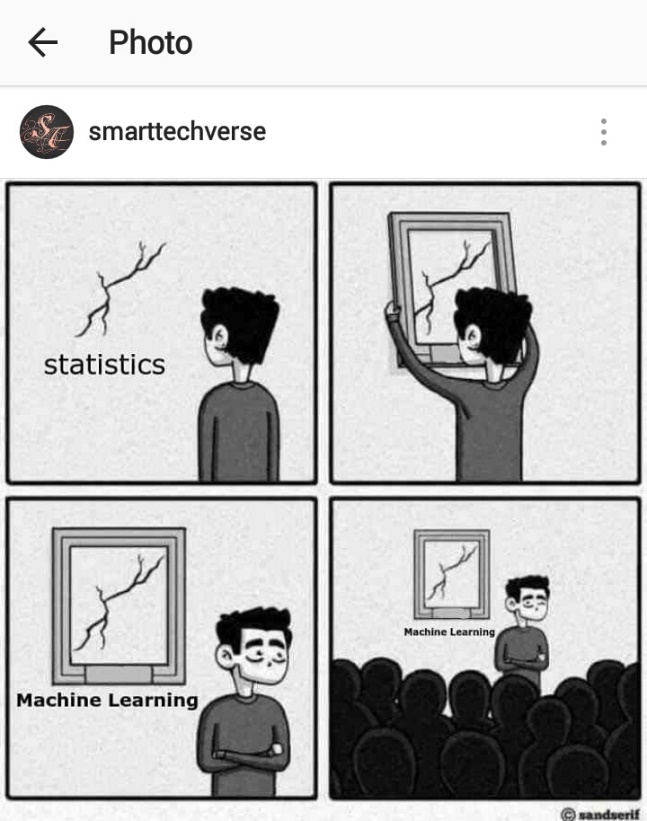 Photo
smarttechverse
statistics
Machine Learning
Machine Learning
© sandserif